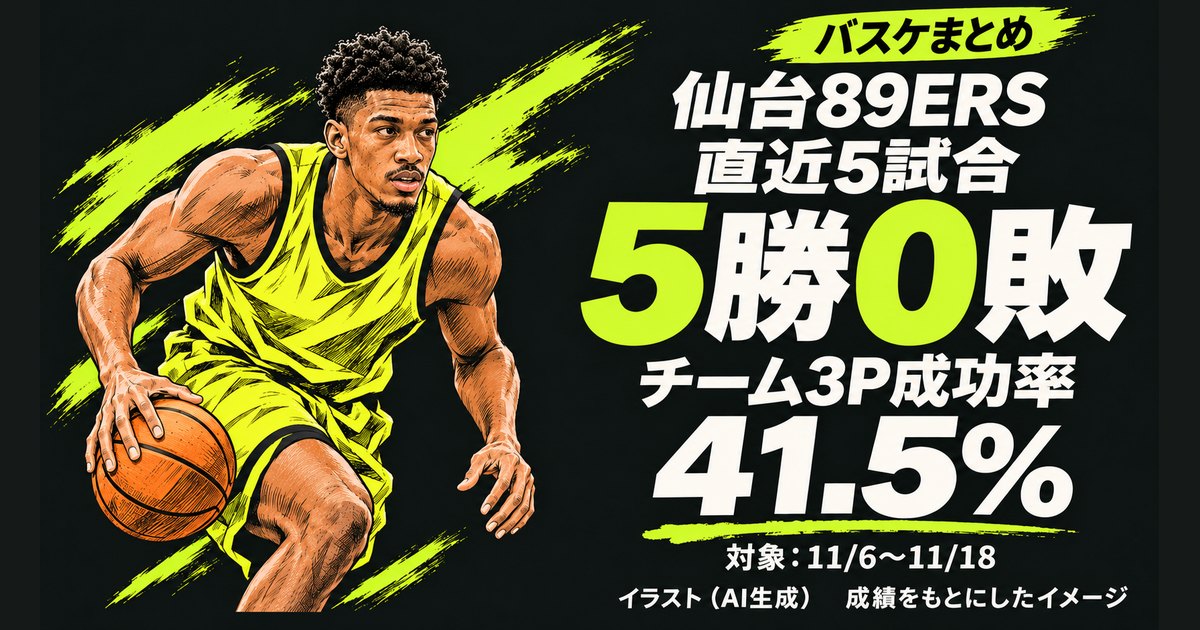 バスケまとめ
仙台89ERS
直近5試合
5勝0敗
チーム3P成功率
41.5%
対象：11/6〜11/18
イラスト（AI生成）　成績をもとにしたイメージ